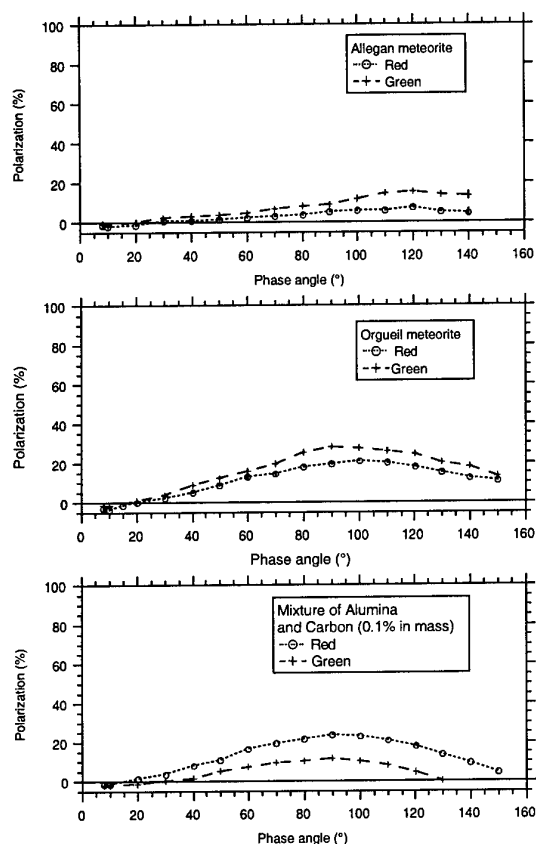 100
80
60
40
20
0
Polarization (%)
Allegan meteorite
Red
Green
0 20 40 60 80 100 120 140 160
Phase angle (°)
100
80
60
40
20
0
Polarization (%)
Orgueil meteorite
Red
Green
0 20 40 60 80 100 120 140 160
Phase angle (°)
100
80
60
40
20
0
Polarization (%)
Mixture of Alumina
and Carbon (0.1% in mass)
Red
Green
0 20 40 60 80 100 120 140 160
Phase angle (°)